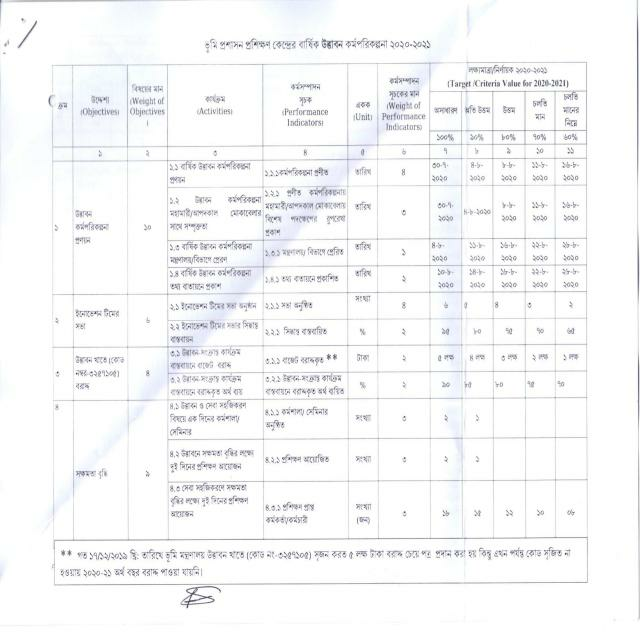 ভূমি প্রশাসন প্রশিক্ষণ কেন্দ্রের বার্ষিক উদ্ভাবন কর্মপরিকল্পনা ২০২০-২০২১
ক্রম
উদ্দেশ্য
(Objectives)
বিষয়ের মান
(Weight of
Objectives
)
কার্যক্রম
(Activities)
কর্মসম্পাদন
সূচক
(Performance
Indicators)
একক
(Unit)
কর্মসম্পাদন
সূচকের মান
(Weight of
Performance
Indicators)
লক্ষ্যমাত্রা/নির্ণায়ক ২০২০-২০২১
(Target /Criteria Value for 2020-2021)
অসাধারণ
অতি উত্তম
উত্তম
চলতি
মান
চলতি
মানের
নিম্নে
১০০%
৯০%
৮০%
৭০%
৬০%
১
২
৩
৪
৫
৬
৭
৮
৯
১০
১১
১
উদ্ভাবন
কর্মপরিকল্পনা
প্রণয়ন
১০
১.১ বার্ষিক উদ্ভাবন কর্মপরিকল্পনা
প্রণয়ন
১.১.১কর্মপরিকল্পনা প্রণীত
তারিখ
৪
৩০-৭-
২০২০
৪-৮-
২০২০
৮-৮-
২০২০
১১-৮-
২০২০
১৬-৮-
২০২০
১.২ উদ্ভাবন কর্মপরিকল্পনায়
মহামারী/আপদকাল মোকাবেলার
সাথে সম্পৃক্ততা
১.২.১ প্রণীত কর্মপরিকল্পনায়
মহামারী/আপদকাল মোকাবেলায়
বিশেষ পদক্ষেপের রূপরেখা
প্রকাশ
তারিখ
৩
৩০-৭-
২০২০
৪-৮-২০২০
৮-৮-
২০২০
১১-৮-
২০২০
১৬-৮-
২০২০
১.৩ বার্ষিক উদ্ভাবন কর্মপরিকল্পনা
মন্ত্রণালয়/বিভাগে প্রেরণ
১.৩.১ মন্ত্রণালয়/ বিভাগে প্রেরিত
তারিখ
১
৪-৮-
২০২০
১১-৮-
২০২০
১৬-৮-
২০২০
২২-৮-
২০২০
২৮-৮-
২০২০
১.৪ বার্ষিক উদ্ভাবন কর্মপরিকল্পনা
তথ্য বাতায়নে প্রকাশ
১.৪.১ তথ্য বাতায়নে প্রকাশিত
তারিখ
২
১০-৮-
২০২০
১৪-৮-
২০২০
১৮-৮-
২০২০
২২-৮-
২০২০
২৮-৮-
২০২০
২
ইনোভেশন টিমের
সভা
৬
২.১ ইনোভেশন টিমের সভা অনুষ্ঠান
২.১.১ সভা অনুষ্ঠিত
সংখ্যা
৪
৬
৫
৪
৩
২
২.২ ইনোভেশন টিমের সভার সিদ্ধান্ত
বাস্তবায়ন
২.২.১ সিদ্ধান্ত বাস্তবায়িত
%
২
৯৫
৮০
৭৫
৭০
৬৫
৩
উদ্ভাবন খাতে (কোড
নম্বর-৩২৫৭১০৫)
বরাদ্দ
৪
৩.১ উদ্ভাবন-সংক্রান্ত কার্যক্রম
বাস্তবায়নে বাজেট বরাদ্দ
৩.১.১ বাজেট বরাদ্দকৃত **
টাকা
২
৫ লক্ষ
৪ লক্ষ
৩ লক্ষ
২ লক্ষ
১ লক্ষ
৩.২ উদ্ভাবন-সংক্রান্ত কার্যক্রম
বাস্তবায়নে বরাদ্দকৃত অর্থ ব্যয়
৩.২.১ উদ্ভাবন-সংক্রান্ত কার্যক্রম
বাস্তবায়নে বরাদ্দকৃত অর্থ ব্যয়িত
%
২
৯০
৮৫
৮০
৭৫
৭০
৪
সক্ষমতা বৃদ্ধি
৯
৪.১ উদ্ভাবন ও সেবা সহজিকরণ
বিষয়ে এক দিনের কর্মশালা/
সেমিনার
৪.১.১ কর্মশালা/ সেমিনার
অনুষ্ঠিত
সংখ্যা
৩
২
১
৪.২ উদ্ভাবনে সক্ষমতা বৃদ্ধির লক্ষ্যে
দুই দিনের প্রশিক্ষণ আয়োজন
৪.২.১ প্রশিক্ষণ আয়োজিত
সংখ্যা
৩
২
১
৪.৩ সেবা সহজিকরণে সক্ষমতা
বৃদ্ধির লক্ষ্যে দুই দিনের প্রশিক্ষণ
আয়োজন
৪.৩.১ প্রশিক্ষণ প্রাপ্ত
কর্মকর্তা/কর্মচারী
সংখ্যা
(জন)
৩
১৮
১৫
১২
১০
০৮
** গত ১৭/১২/২০১৯ খ্রি: তারিখে ভূমি মন্ত্রণালয় উদ্ভাবন খাতে (কোড নং-৩২৫৭১০৫) সৃজন করত ৫ লক্ষ টাকা বরাদ্দ চেয়ে পত্র প্রদান করা হয় কিন্তু এখন পর্যন্ত কোড সৃজিত না
হওয়ায় ২০২০-২১ অর্থ বছর বরাদ্দ পাওয়া যায়নি।